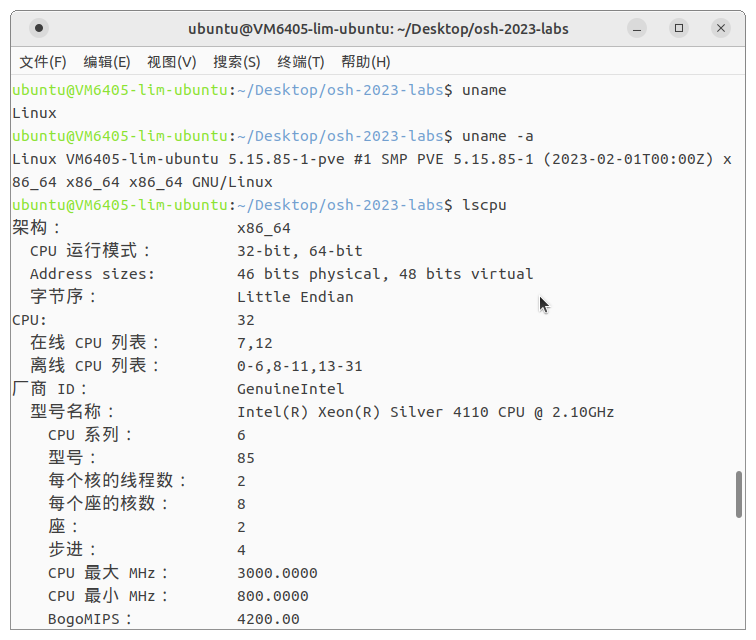 ubuntu@VM6405-lim-ubuntu: ~/Desktop/osh-2023-labs
文件(F) 编辑(E) 视图(V) 搜索(S) 终端(T) 帮助(H)
ubuntu@VM6405-lim-ubuntu:~/Desktop/osh-2023-labs$ uname
Linux
ubuntu@VM6405-lim-ubuntu:~/Desktop/osh-2023-labs$ uname -a
Linux VM6405-lim-ubuntu 5.15.85-1-pve #1 SMP PVE 5.15.85-1 (2023-02-01T00:00Z) x
86_64 x86_64 x86_64 GNU/Linux
ubuntu@VM6405-lim-ubuntu:~/Desktop/osh-2023-labs$ lscpu
架构： x86_64
CPU 运行模式： 32-bit, 64-bit
Address sizes: 46 bits physical, 48 bits virtual
字节序： Little Endian
CPU: 32
在线 CPU 列表： 7,12
离线 CPU 列表： 0-6,8-11,13-31
厂商 ID： GenuineIntel
型号名称： Intel(R) Xeon(R) Silver 4110 CPU @ 2.10GHz
CPU 系列： 6
型号： 85
每个核的线程数： 2
每个座的核数： 8
座： 2
步进： 4
CPU 最大 MHz： 3000.0000
CPU 最小 MHz： 800.0000
BogoMIPS： 4200.00